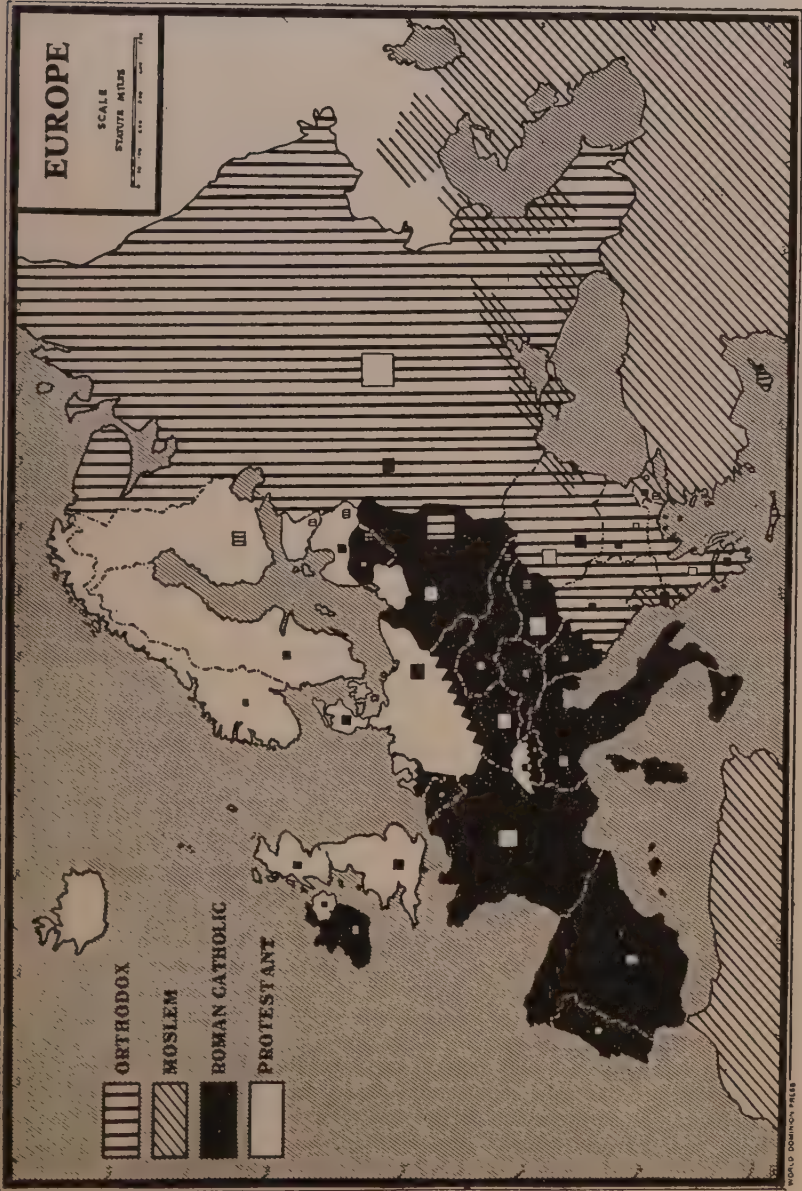 EUROPE
SCALE
STATUTE MILES
ORTHODOX
MOSLEM
ROMAN CATHOLIC
PROTESTANT
WORLD DOMINION PRESS